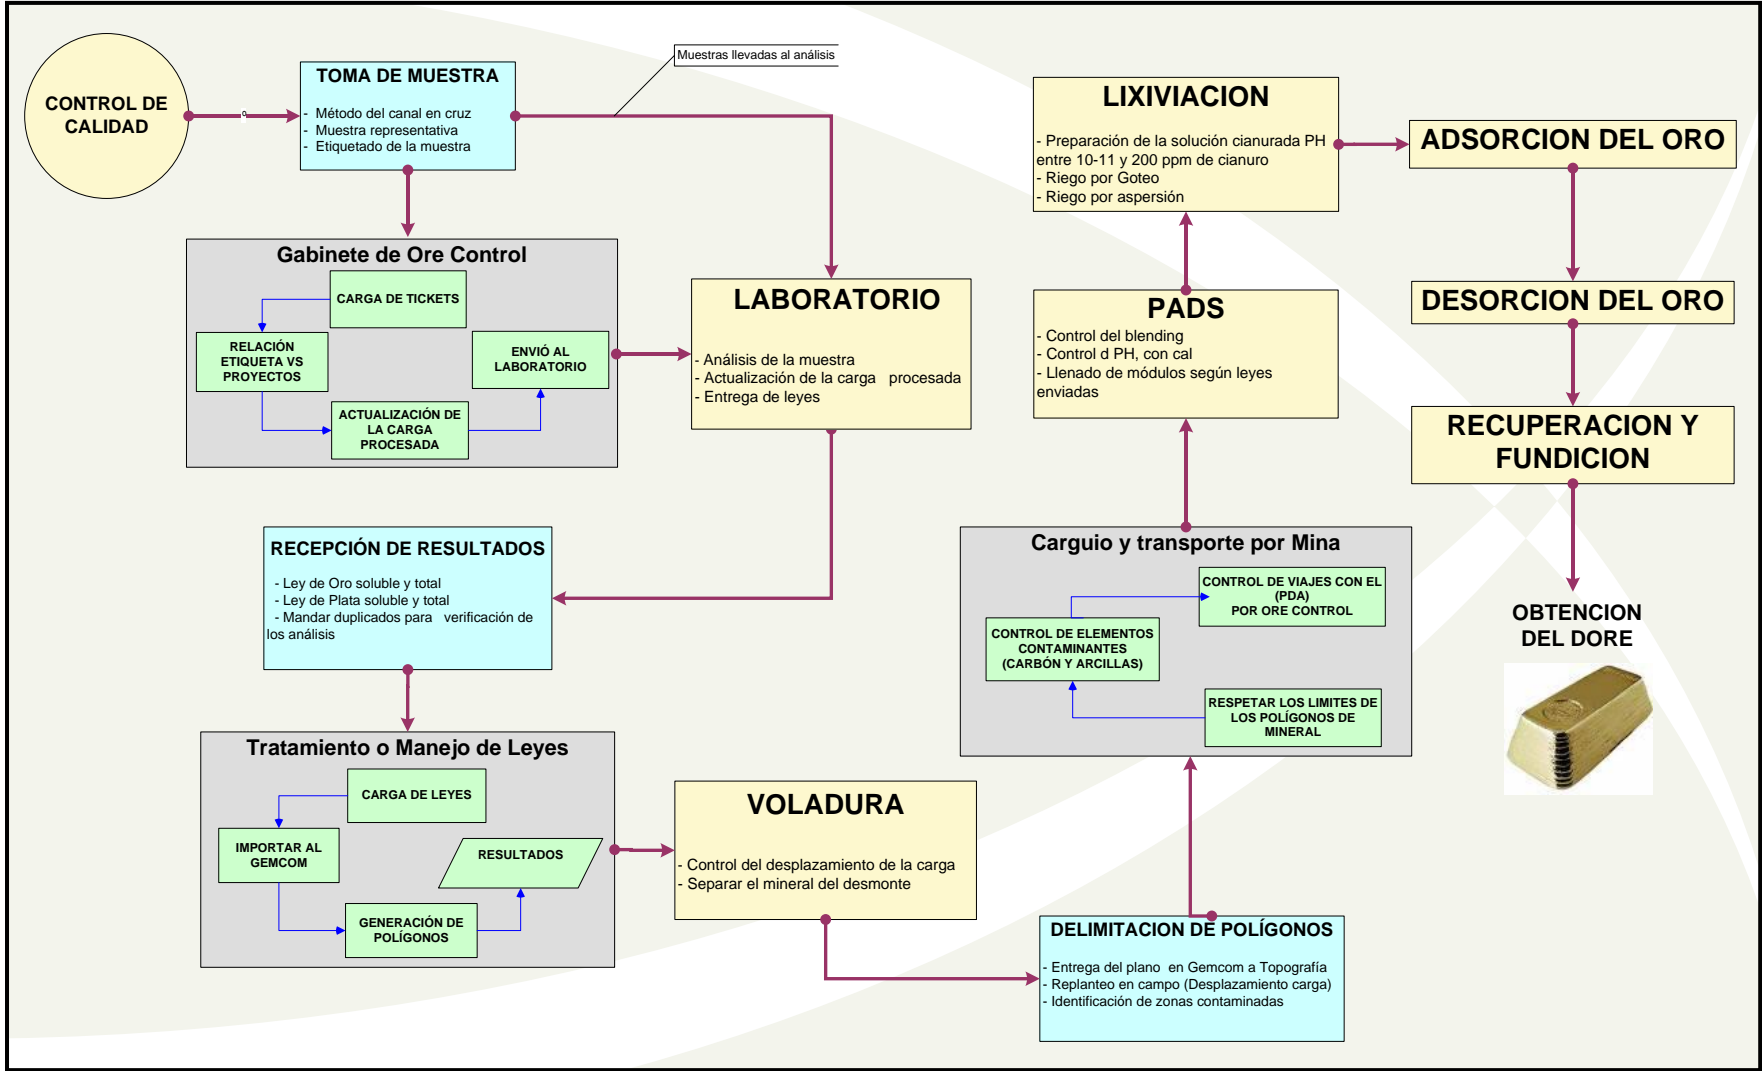 CONTROL DE
CALIDAD
TOMA DE MUESTRA
- Método del canal en cruz
- Muestra representativa
- Etiquetado de la muestra
Muestras llevadas al análisis
Gabinete de Ore Control
CARGA DE TICKETS
RELACIÓN
ETIQUETA VS
PROYECTOS
ACTUALIZACIÓN DE
LA CARGA
PROCESADA
ENVIÓ AL
LABORATORIO
LABORATORIO
- Análisis de la muestra
- Actualización de la carga procesada
- Entrega de leyes
RECEPCIÓN DE RESULTADOS
- Ley de Oro soluble y total
- Ley de Plata soluble y total
- Mandar duplicados para verificación de
los análisis
Tratamiento o Manejo de Leyes
CARGA DE LEYES
IMPORTAR AL
GEMCOM
GENERACIÓN DE
POLÍGONOS
RESULTADOS
VOLADURA
- Control del desplazamiento de la carga
- Separar el mineral del desmonte
DELIMITACION DE POLÍGONOS
- Entrega del plano en Gemcom a Topografía
- Replanteo en campo (Desplazamiento carga)
- Identificación de zonas contaminadas
Carguio y transporte por Mina
CONTROL DE VIAJES CON EL
(PDA)
POR ORE CONTROL
CONTROL DE ELEMENTOS
CONTAMINANTES
(CARBÓN Y ARCILLAS)
RESPETAR LOS LIMITES DE
LOS POLÍGONOS DE
MINERAL
PADS
- Control del blending
- Control d PH, con cal
- Llenado de módulos según leyes
enviadas
LIXIVIACION
- Preparación de la solución cianurada PH
entre 10-11 y 200 ppm de cianuro
- Riego por Goteo
- Riego por aspersión
ADSORCION DEL ORO
DESORCION DEL ORO
RECUPERACION Y
FUNDICION
OBTENCION
DEL DORE